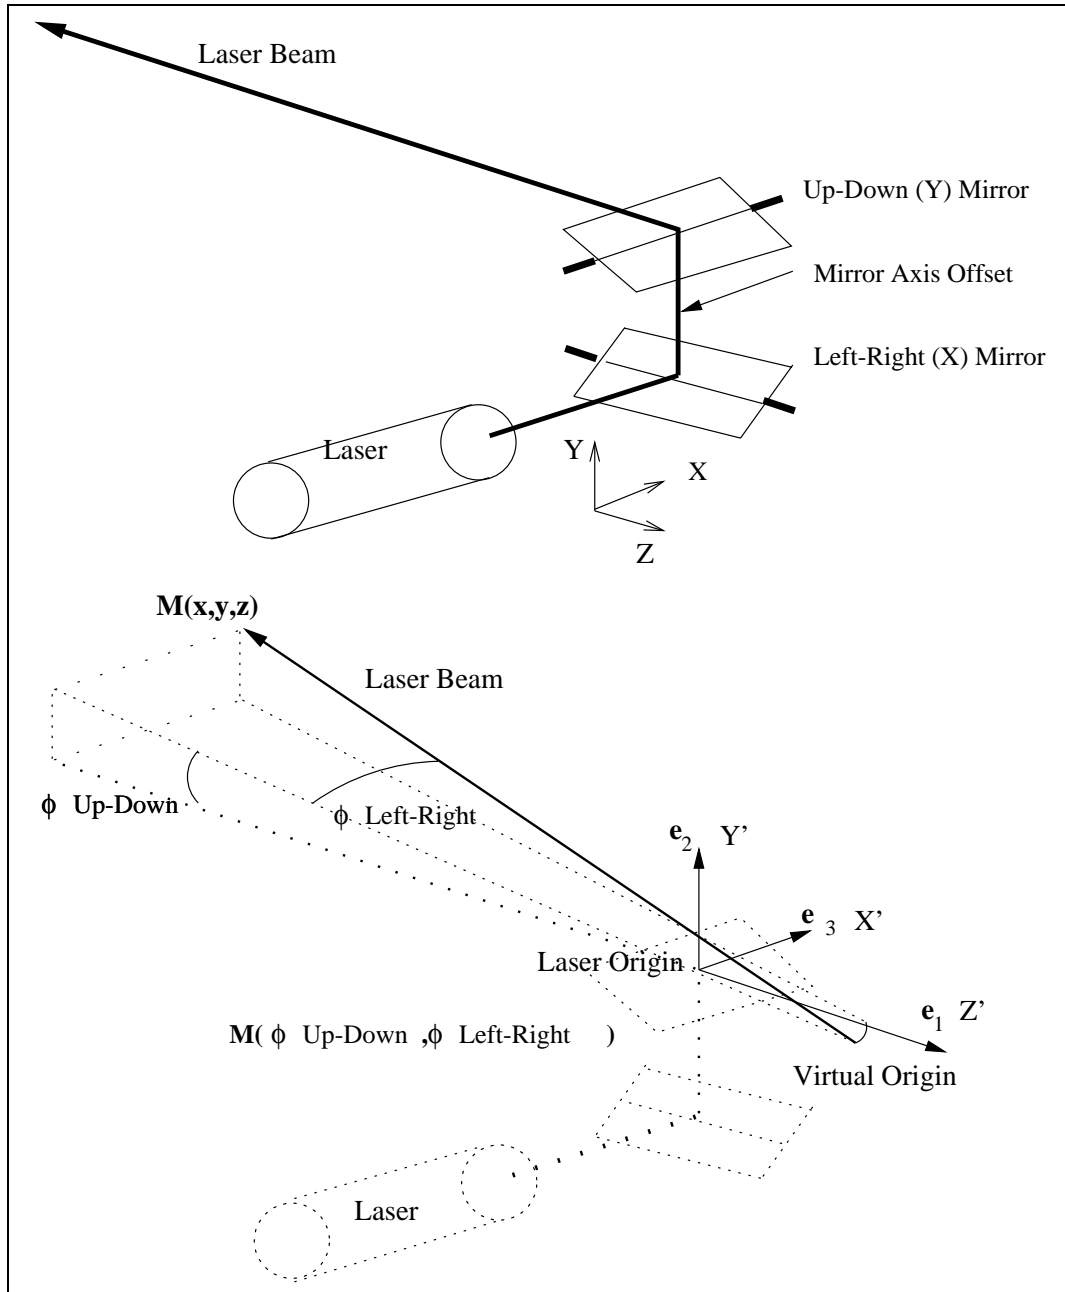 Laser Beam
Up-Down (Y) Mirror
Mirror Axis Offset
Left-Right (X) Mirror
Laser
Y
X
Z
M(x,y,z)
Laser Beam
ϕ Up-Down
ϕ Left-Right
e2 Y’
e3 X’
Laser Origin
e1 Z’
M( ϕ Up-Down ,ϕ Left-Right )
Virtual Origin
Laser